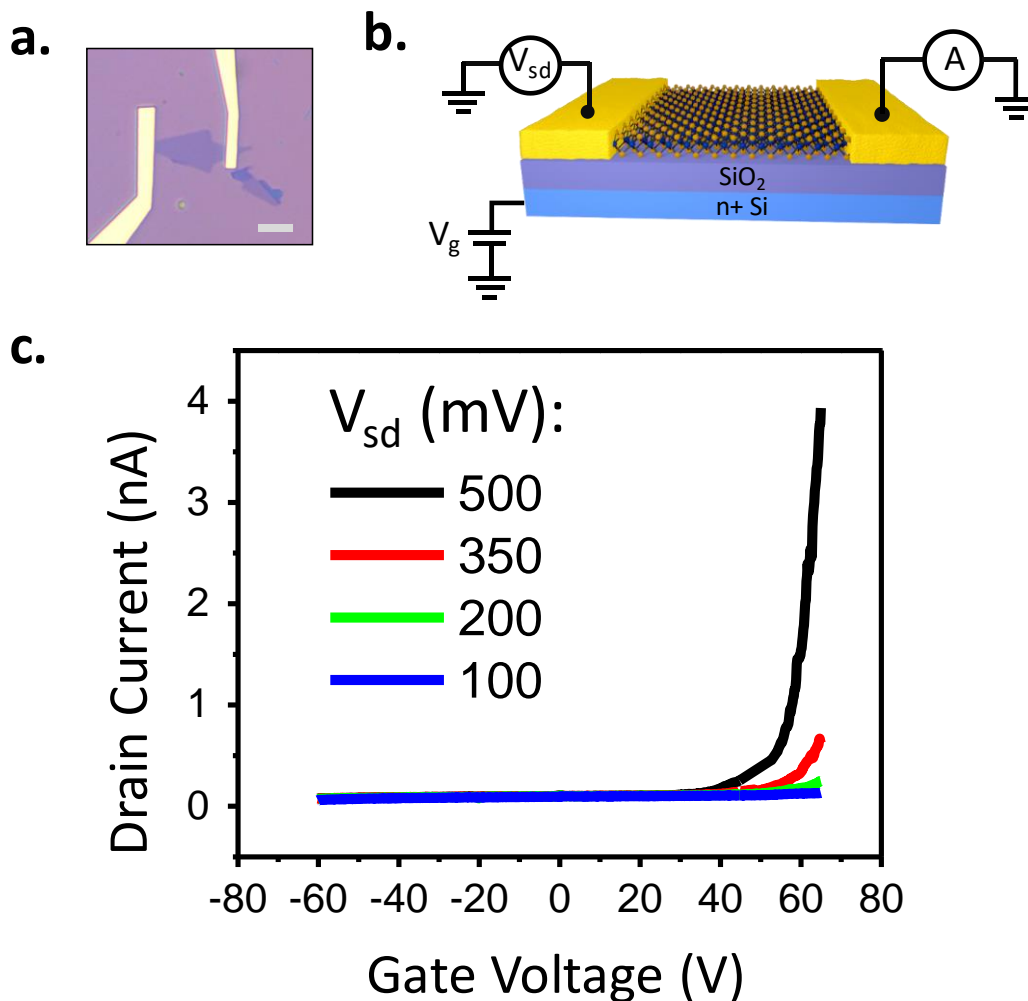 a.
b.
V_sd
A
SiO₂
n+ Si
V_g
c.
V_sd (mV):
500
350
200
100
4
3
2
1
0
-80 -60 -40 -20 0 20 40 60 80
Drain Current (nA)
Gate Voltage (V)